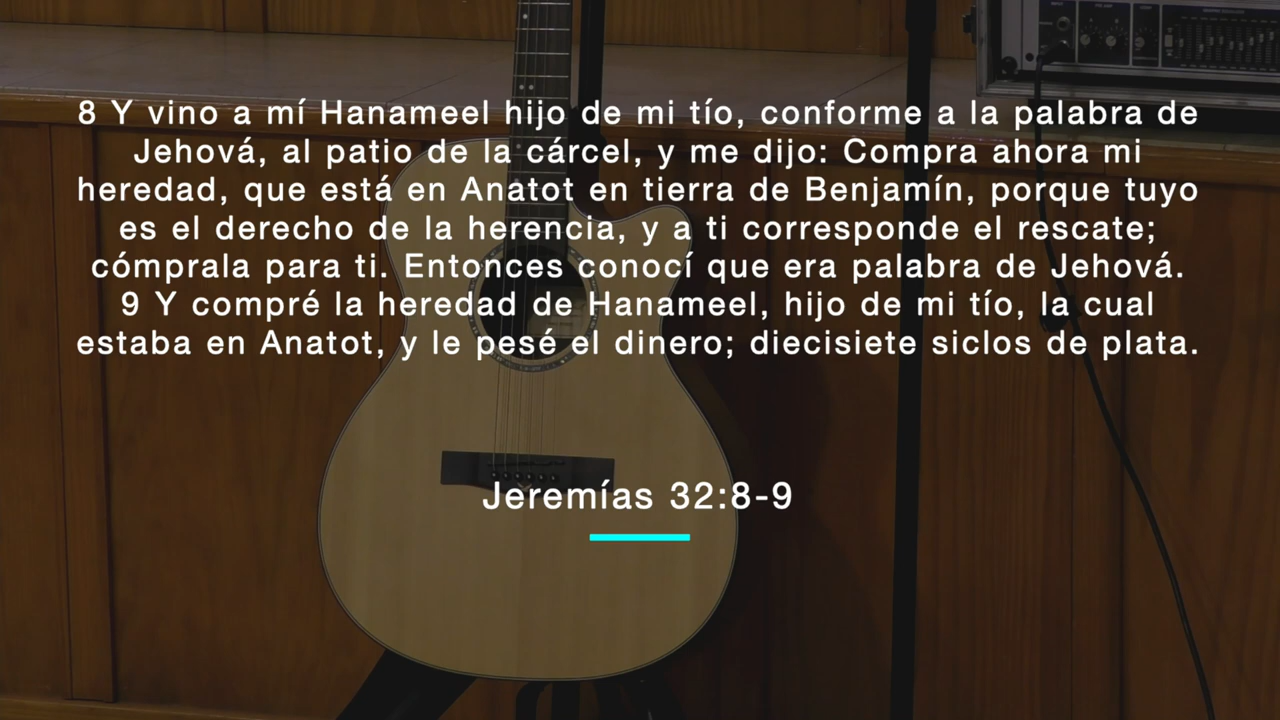 8 Y vino a mí Hanameel hijo de mi tío, conforme a la palabra de
Jehová, al patio de la cárcel, y me dijo: Compra ahora mi
heredad, que está en Anatot en tierra de Benjamín, porque tuyo
es el derecho de la herencia, y a ti corresponde el rescate;
cómprala para ti. Entonces conocí que era palabra de Jehová.
9 Y compré la heredad de Hanameel, hijo de mi tío, la cual
estaba en Anatot, y le pesé el dinero; diecisiete siclos de plata.
Jeremías 32:8-9